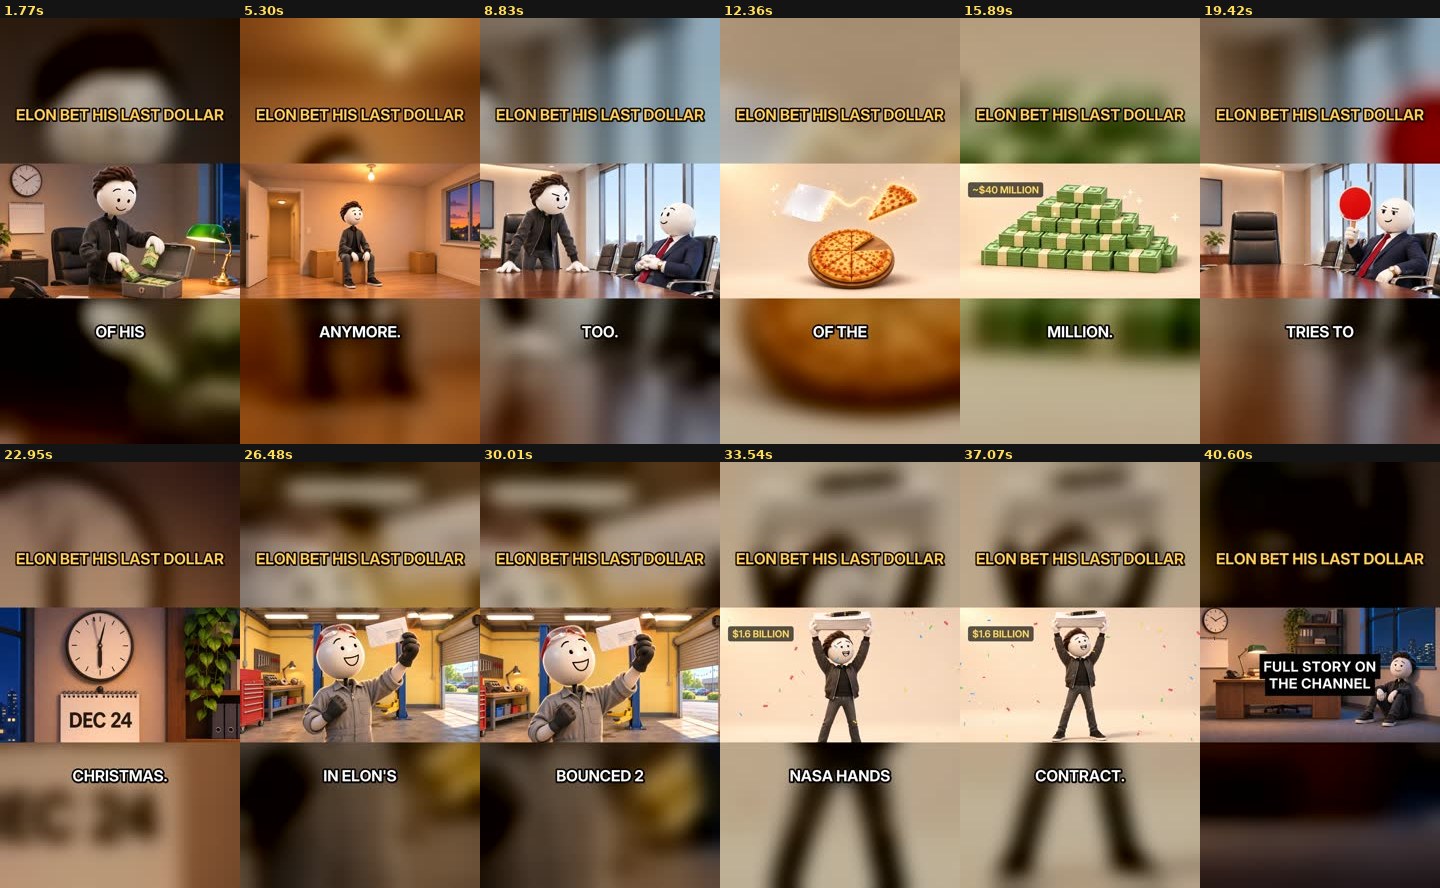 1.77s
5.30s
8.83s
12.36s
15.89s
19.42s
ELON BET HIS LAST DOLLAR
ELON BET HIS LAST DOLLAR
ELON BET HIS LAST DOLLAR
ELON BET HIS LAST DOLLAR
ELON BET HIS LAST DOLLAR
ELON BET HIS LAST DOLLAR
~$40 MILLION
OF HIS
ANYMORE.
TOO.
OF THE
MILLION.
TRIES TO
22.95s
26.48s
30.01s
33.54s
37.07s
40.60s
ELON BET HIS LAST DOLLAR
ELON BET HIS LAST DOLLAR
ELON BET HIS LAST DOLLAR
ELON BET HIS LAST DOLLAR
ELON BET HIS LAST DOLLAR
ELON BET HIS LAST DOLLAR
DEC 24
$1.6 BILLION
$1.6 BILLION
FULL STORY ON
THE CHANNEL
CHRISTMAS.
IN ELON'S
BOUNCED 2
NASA HANDS
CONTRACT.